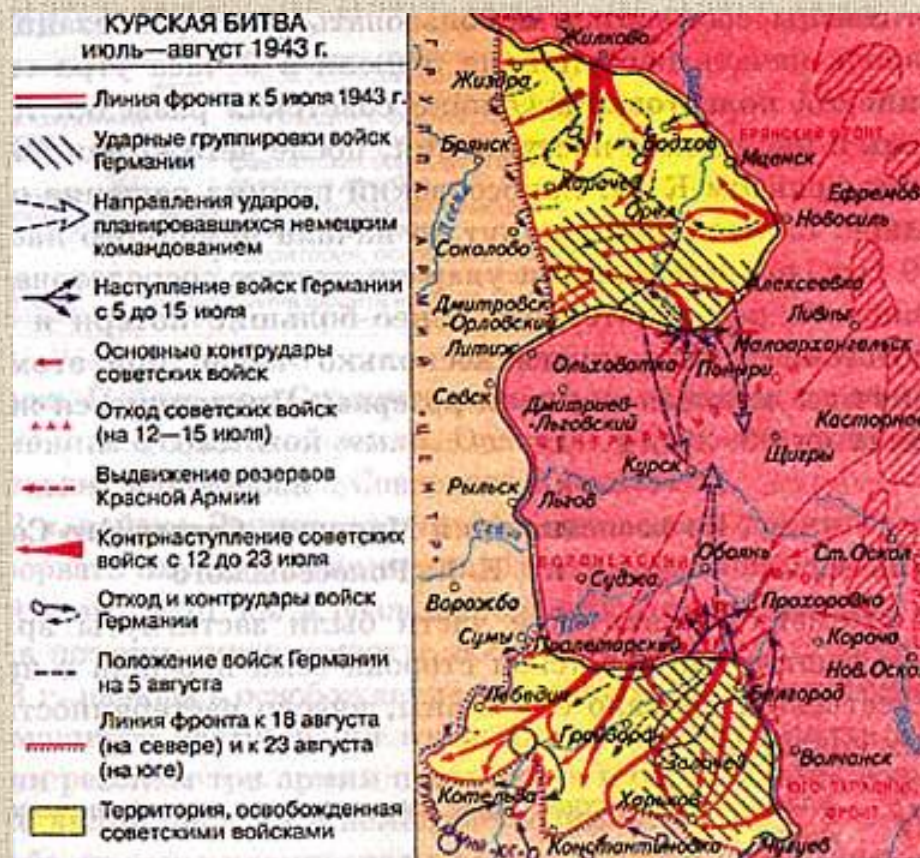 КУРСКАЯ БИТВА
июль—август 1943 г.
Линия фронта к 5 июля 1943 г.
Ударные группировки войск
Германии
Направления ударов,
планировавшихся немецким
командованием
Наступление войск Германии
с 5 до 15 июля
Основные контрудары
советских войск
Отход советских войск
(на 12—15 июля)
Выдвижение резервов
Красной Армии
Контрнаступление советских
войск с 12 до 23 июля
Отход и контрудары войск
Германии
Положение войск Германии
на 5 августа
Линия фронта к 18 августа
(на севере) и к 23 августа
(на юге)
Территория, освобожденная
советскими войсками
Жилково
Жиздра
Брянск
Болхов
БРЯНСКИЙ ФРОНТ
Мценск
Карачев
Орел
Ефремов
Новосиль
Соколово
Алексеевка
Дмитровск
-Орловский
Ливны
Литиж
Малоархангельск
Ольховатка
Поныри
Севск
Дмитриев-
-Льговский
Касторное
Щигры
Курск
Рыльск
Льгов
ВОРОНЕЖСКИЙ
Обоянь
Ст. Оскол
Суджа
Ворожба
Прохоровка
Сумы
Пролетарский
Короча
Нов. Оско
Лебедин
Белгород
Грайворон
Золочев
Волчанск
Котельва
Харьков
ФРОНТ
Константиновка
Чугуев